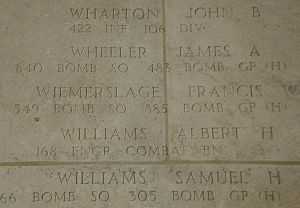 WHARTON JOHN B
422 INF 106 DIV
WHEELER JAMES A
840 BOMB SQ 483 BOMB GP (H)
WIEMERSLAGE FRANCIS W
549 BOMB SQ 385 BOMB GP (H)
WILLIAMS ALBERT H
168 ENGR COMBAT BN
WILLIAMS SAMUEL H
66 BOMB SQ 305 BOMB GP (H)